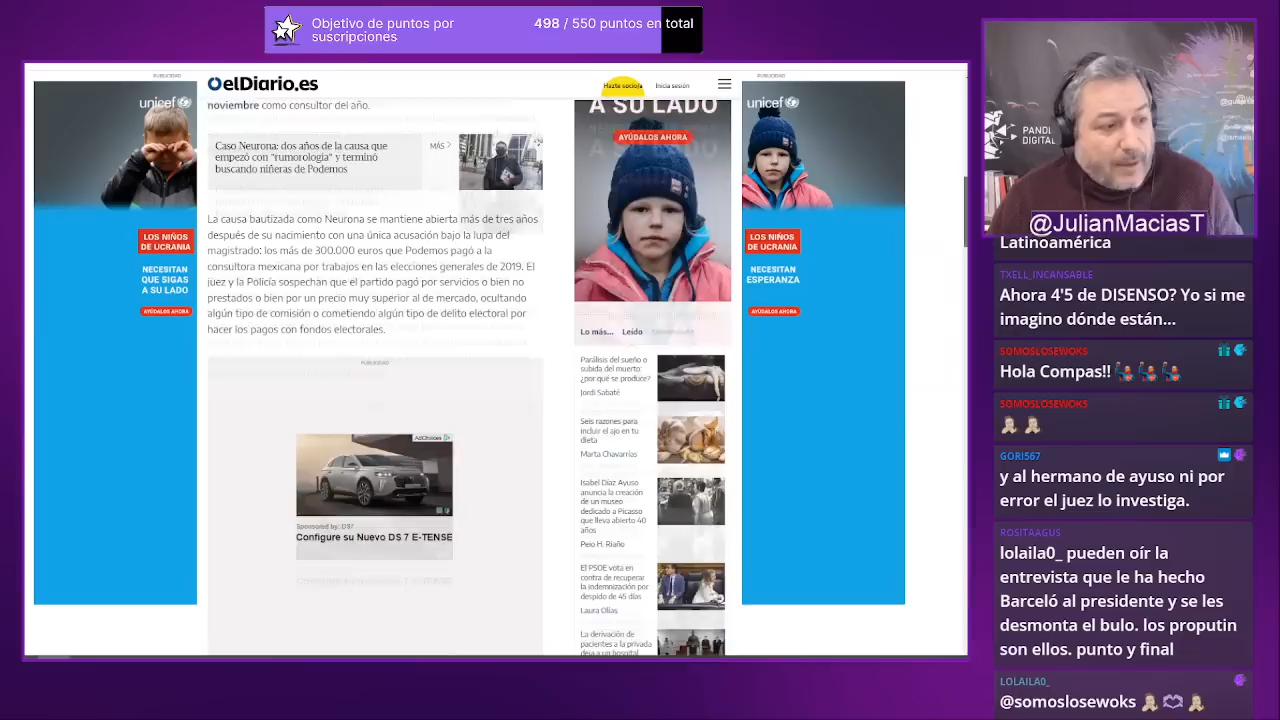 Objetivo de puntos por
suscripciones
498 / 550 puntos en total
PUBLICIDAD
unicef
LOS NIÑOS
DE UCRANIA
NECESITAN
QUE SIGAS
A SU LADO
AYÚDALOS AHORA
elDiario.es
Hazte socio/a
Inicia sesión
noviembre como consultor del año.
Caso Neurona: dos años de la causa que
empezó con "rumorología" y terminó
buscando niñeras de Podemos
MÁS
La causa bautizada como Neurona se mantiene abierta más de tres años
después de su nacimiento con una única acusación bajo la lupa del
magistrado: los más de 300.000 euros que Podemos pagó a la
consultora mexicana por trabajos en las elecciones generales de 2019. El
juez y la Policía sospechan que el partido pagó por servicios o bien no
prestados o bien por un precio muy superior al de mercado, ocultando
algún tipo de comisión o cometiendo algún tipo de delito electoral por
hacer los pagos con fondos electorales.
PUBLICIDAD
AdChoices
Sponsored by: DS7
Configure su Nuevo DS 7 E-TENSE
A SU LADO
AYÚDALOS AHORA
Lo más...
Leído
Parálisis del sueño o
subida del muerto:
¿por qué se produce?
Jordi Sabaté
Seis razones para
incluir el ajo en tu
dieta
Marta Chavarrías
Isabel Díaz Ayuso
anuncia la creación
de un museo
dedicado a Picasso
que lleva abierto 40
años
Peio H. Riaño
El PSOE vota en
contra de recuperar
la indemnización por
despido de 45 días
Laura Olías
La derivación de
pacientes a la privada
deja a un hospital
PUBLICIDAD
unicef
LOS NIÑOS
DE UCRANIA
NECESITAN
ESPERANZA
AYÚDALOS AHORA
PANDE
DIGITAL
@JulianMaciasT
Latinoamérica
TXELL_INCANSABLE
Ahora 4'5 de DISENSO? Yo si me
imagino dónde están...
SOMOSLOSEWOKS
Hola Compas!!
SOMOSLOSEWOKS
GORI567
y al hermano de ayuso ni por
error el juez lo investiga.
ROSITAAGUS
lolaila0_ pueden oír la
entrevista que le ha hecho
Bardají al presidente y se les
desmonta el bulo. los proputin
son ellos. punto y final
LOLAILA0_
@somoslosewoks